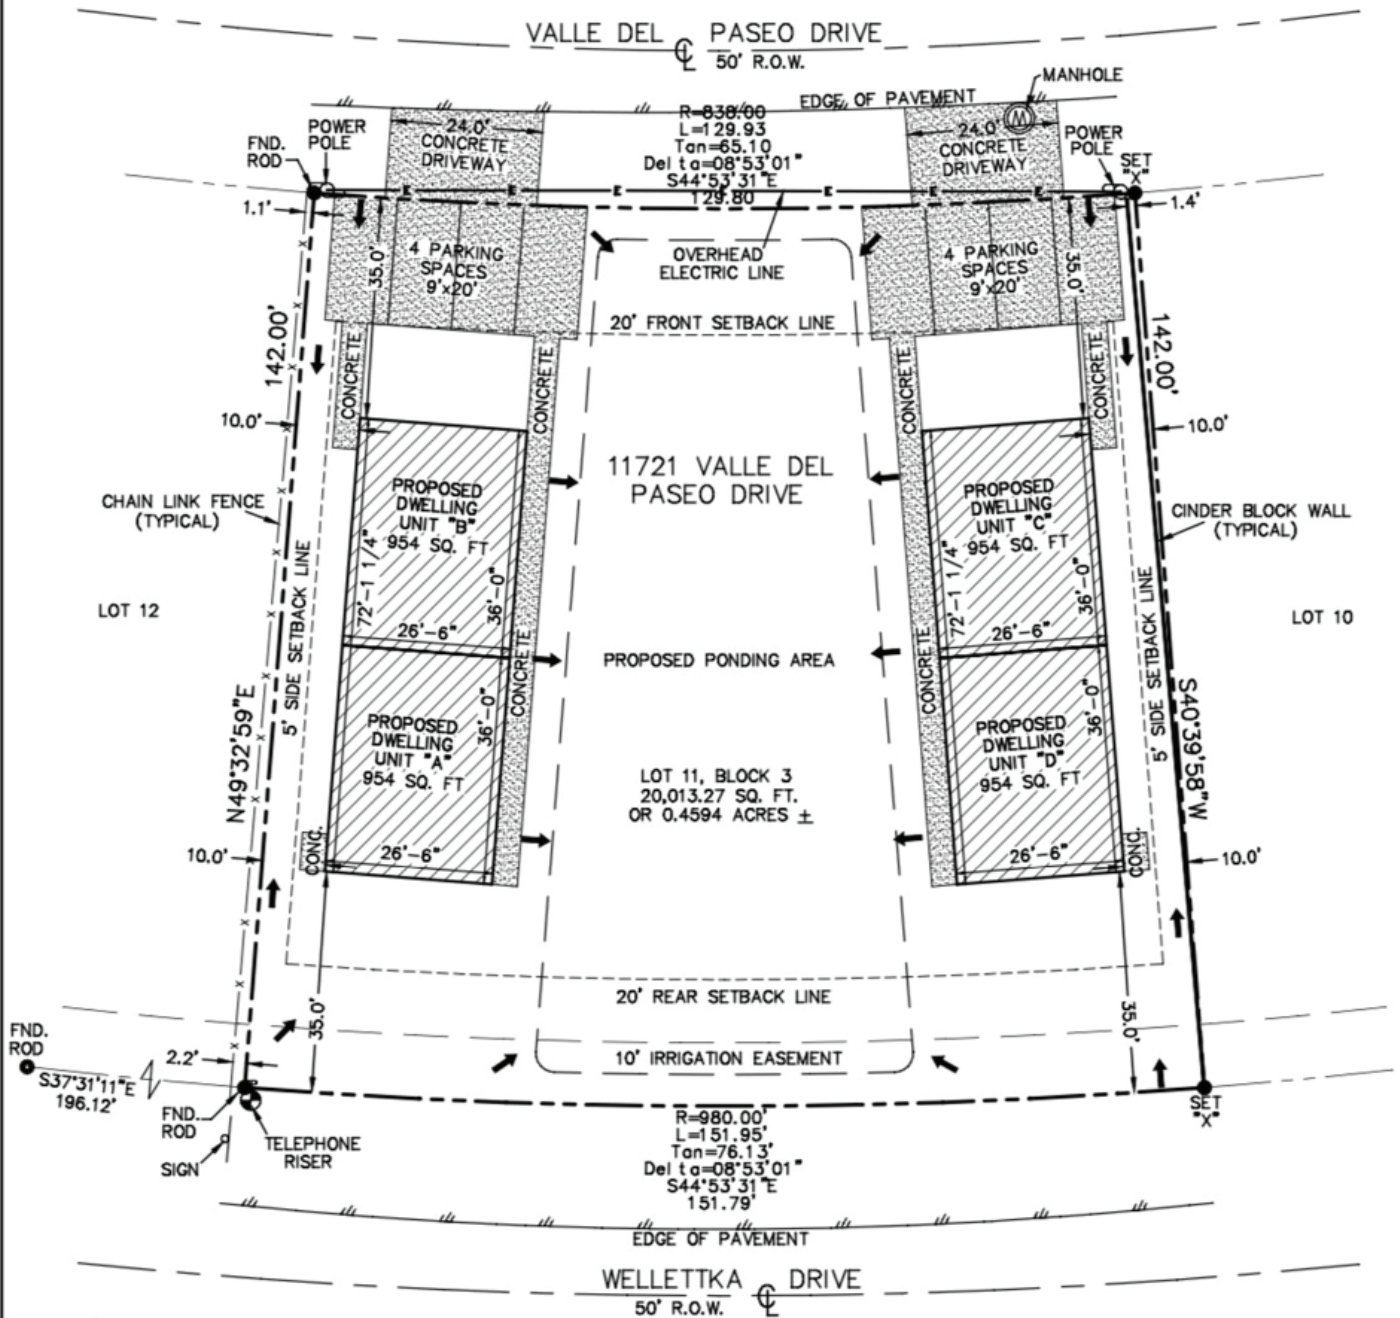 VALLE DEL PASEO DRIVE
℄
50' R.O.W.
MANHOLE
EDGE OF PAVEMENT
POWER
POLE
FND.
ROD
24.0'
CONCRETE
DRIVEWAY
R=838.00
L=129.93
Tan=65.10
Delta=08°53'01"
S44°53'31"E
129.80
24.0'
CONCRETE
DRIVEWAY
POWER
POLE
SET
"X"
E E E E E E E
1.1'
1.4'
4 PARKING
SPACES
9'x20'
35.0'
OVERHEAD
ELECTRIC LINE
4 PARKING
SPACES
9'x20'
35.0'
20' FRONT SETBACK LINE
142.00'
142.00'
CONCRETE
CONCRETE
CONCRETE
CONCRETE
10.0'
10.0'
11721 VALLE DEL
PASEO DRIVE
CHAIN LINK FENCE
(TYPICAL)
PROPOSED
DWELLING
UNIT "B"
954 SQ. FT
72'-1 1/4"
36'-0"
26'-6"
PROPOSED
DWELLING
UNIT "C"
954 SQ. FT
72'-1 1/4"
36'-0"
26'-6"
CINDER BLOCK WALL
(TYPICAL)
LOT 12
LOT 10
5' SIDE SETBACK LINE
5' SIDE SETBACK LINE
CONCRETE
CONCRETE
PROPOSED PONDING AREA
N49°32'59"E
S40°39'58"W
PROPOSED
DWELLING
UNIT "A"
954 SQ. FT
36'-0"
26'-6"
LOT 11, BLOCK 3
20,013.27 SQ. FT.
OR 0.4594 ACRES ±
PROPOSED
DWELLING
UNIT "D"
954 SQ. FT
36'-0"
26'-6"
10.0'
CONC.
CONC.
10.0'
20' REAR SETBACK LINE
35.0'
35.0'
FND.
ROD
S37°31'11"E
196.12'
2.2'
10' IRRIGATION EASEMENT
FND.
ROD
SIGN
TELEPHONE
RISER
R=980.00'
L=151.95'
Tan=76.13'
Delta=08°53'01"
S44°53'31"E
151.79'
SET
"X"
EDGE OF PAVEMENT
WELLETTKA DRIVE
℄
50' R.O.W.